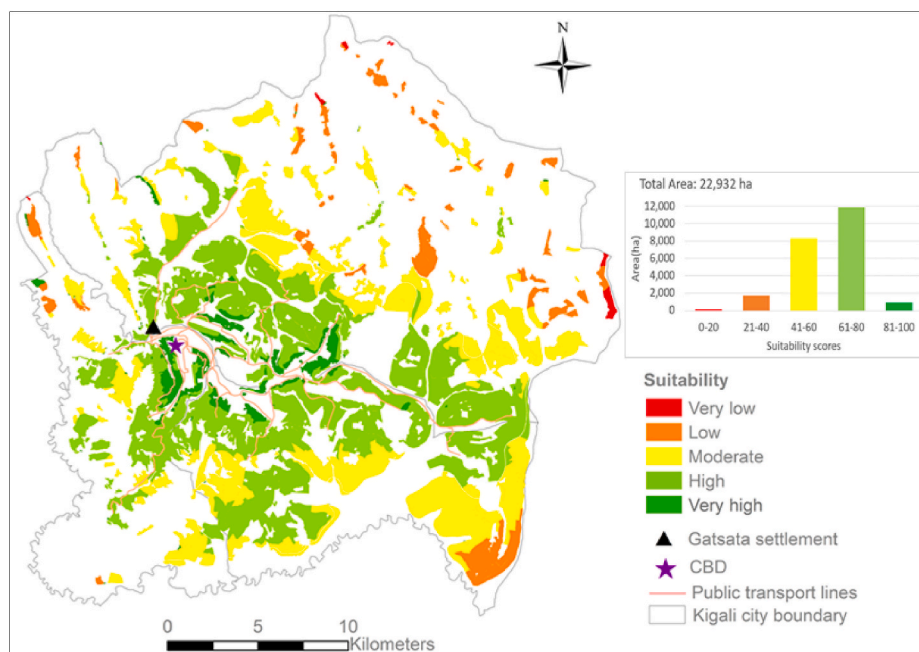 N
Total Area: 22,932 ha
Area(ha)
12,000
10,000
8,000
6,000
4,000
2,000
0
0-20 21-40 41-60 61-80 81-100
Suitability scores
Suitability
Very low
Low
Moderate
High
Very high
Gatsata settlement
CBD
Public transport lines
Kigali city boundary
0 5 10
Kilometers